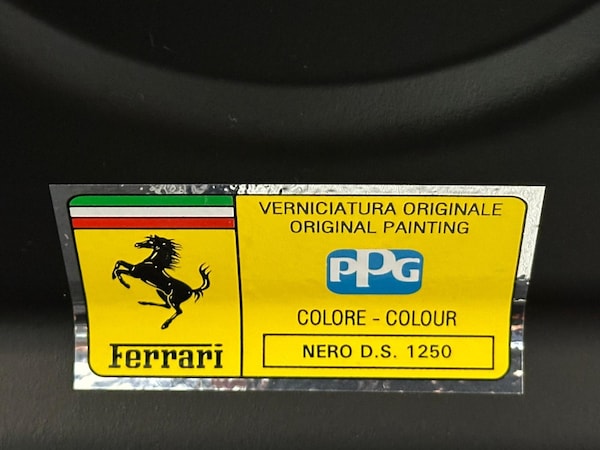 VERNICIATURA ORIGINALE
ORIGINAL PAINTING
PPG
COLORE - COLOUR
NERO D.S. 1250
Ferrari